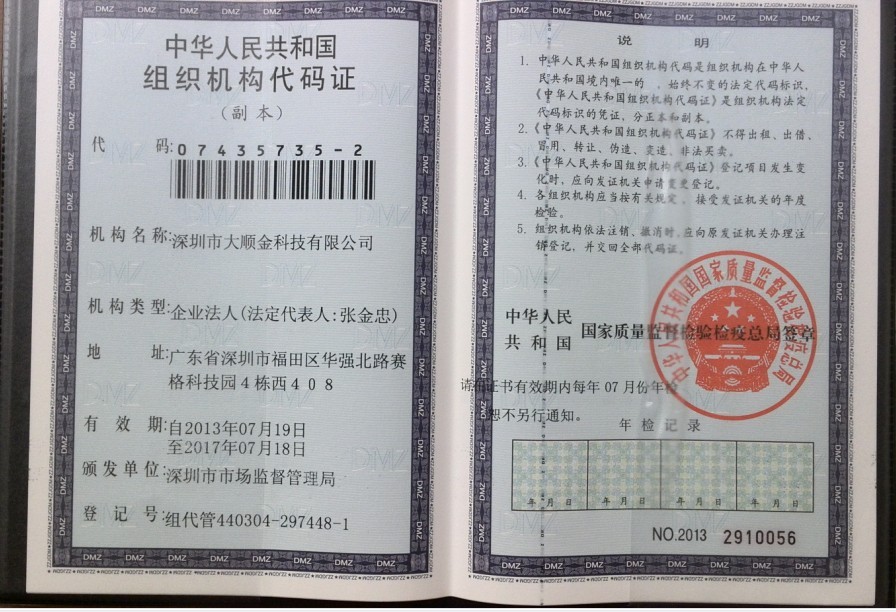 中华人民共和国
组织机构代码证
(副本)
代 码:07435735-2
机构名称:深圳市大顺金科技有限公司
机构类型:企业法人(法定代表人:张金忠)
地 址:广东省深圳市福田区华强北路赛
格科技园4栋西408
有 效 期:自2013年07月19日
至2017年07月18日
颁发单位:深圳市市场监督管理局
登 记 号:组代管440304-297448-1
说 明
1. 中华人民共和国组织机构代码是组织机构在中华人
民共和国境内唯一的、始终不变的法定代码标识,
《中华人民共和国组织机构代码证》是组织机构法定
代码标识的凭证,分正本和副本。
2. 《中华人民共和国组织机构代码证》不得出租、出借、
冒用、转让、伪造、变造、非法买卖。
3. 《中华人民共和国组织机构代码证》登记项目发生变
化时,应向发证机关申请变更登记。
4. 各组织机构应当按有关规定,接受发证机关的年度
检验。
5. 组织机构依法注销、撤消时,应向原发证机关办理注
销登记,并交回全部代码证。
中华人民
共和国 国家质量监督检验检疫总局签章
中华人民共和国国家质量监督检验检疫总局
请在证书有效期内每年07月份年检
恕不另行通知。
年检记录
年 月 日 年 月 日 年 月 日 年 月 日
NO.2013 2910056